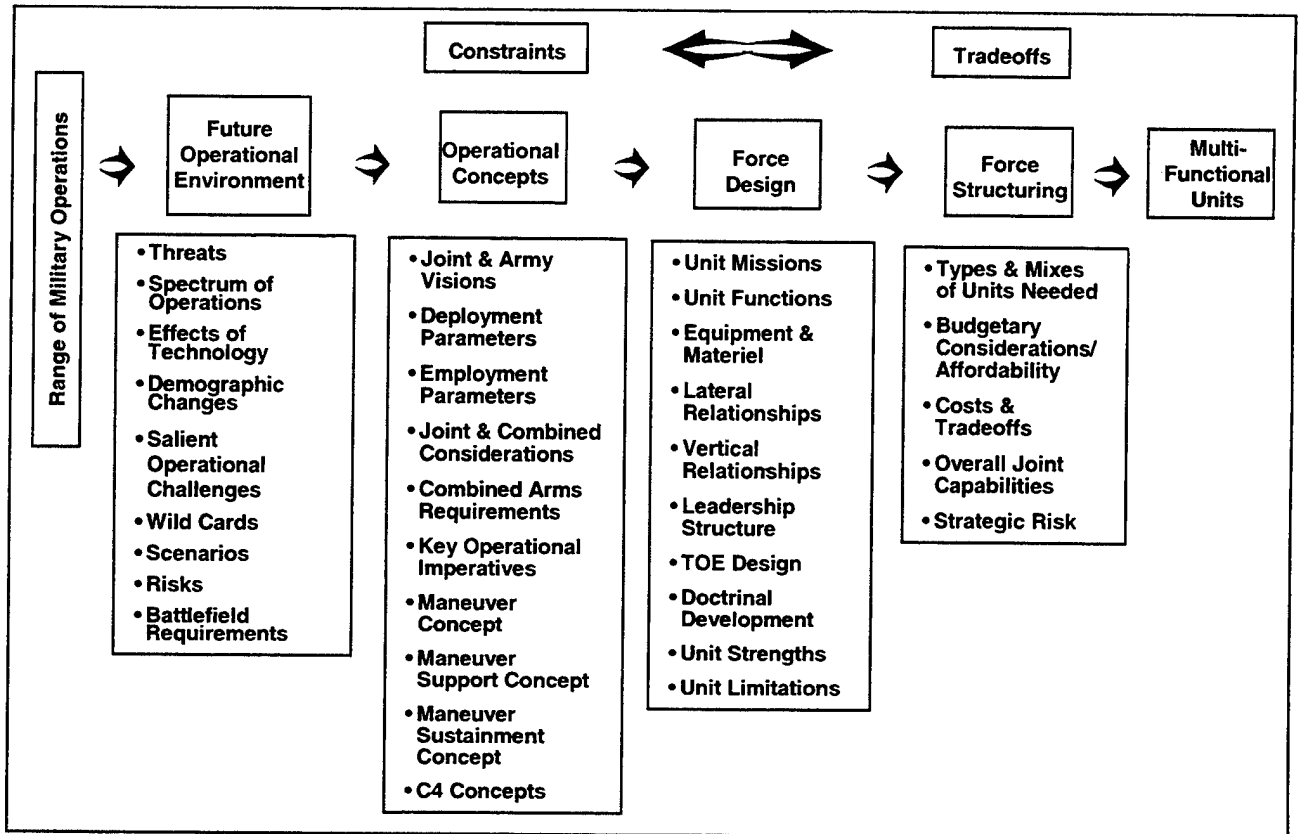 Constraints
Tradeoffs
Range of Military Operations
Future
Operational
Environment
Operational
Concepts
Force
Design
Force
Structuring
Multi-
Functional
Units
• Threats
• Spectrum of
Operations
• Effects of
Technology
• Demographic
Changes
• Salient
Operational
Challenges
• Wild Cards
• Scenarios
• Risks
• Battlefield
Requirements
• Joint & Army
Visions
• Deployment
Parameters
• Employment
Parameters
• Joint & Combined
Considerations
• Combined Arms
Requirements
• Key Operational
Imperatives
• Maneuver
Concept
• Maneuver
Support Concept
• Maneuver
Sustainment
Concept
• C4 Concepts
• Unit Missions
• Unit Functions
• Equipment &
Materiel
• Lateral
Relationships
• Vertical
Relationships
• Leadership
Structure
• TOE Design
• Doctrinal
Development
• Unit Strengths
• Unit Limitations
• Types & Mixes
of Units Needed
• Budgetary
Considerations/
Affordability
• Costs &
Tradeoffs
• Overall Joint
Capabilities
• Strategic Risk